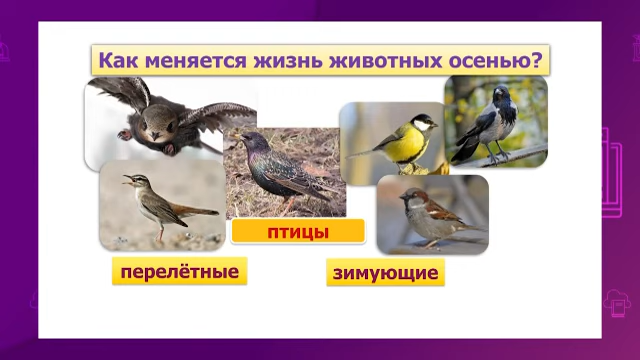 Как меняется жизнь животных осенью?
птицы
перелётные
зимующие